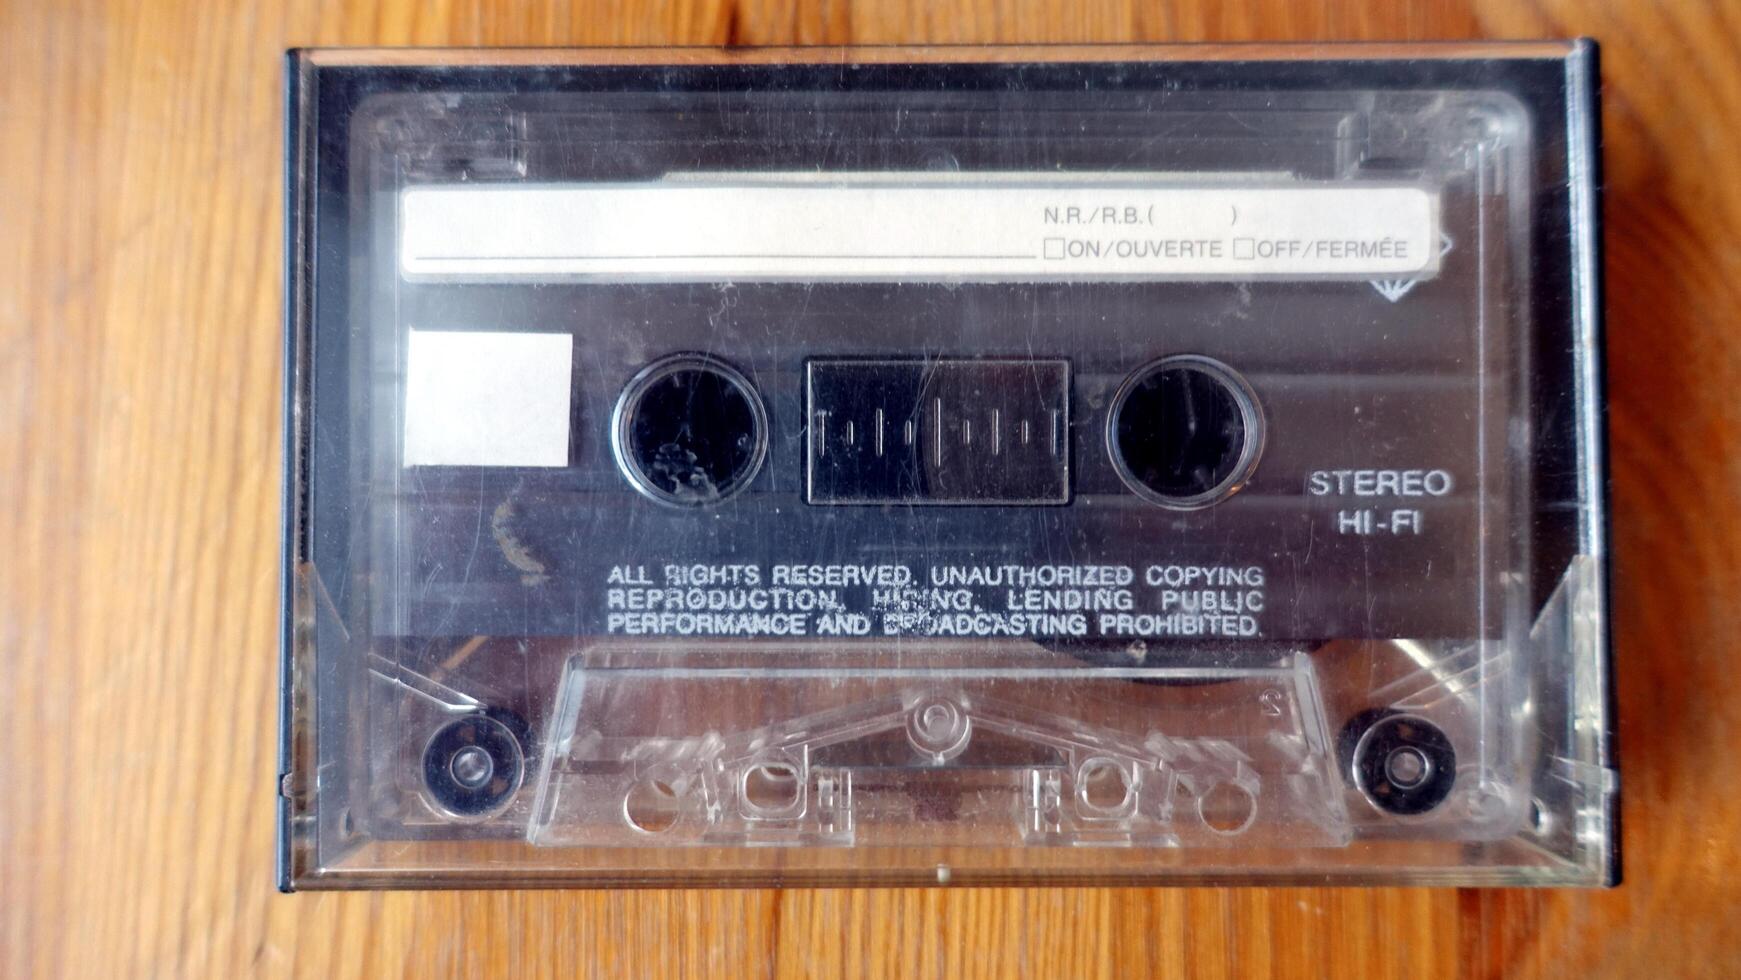 N.R./R.B.( )
ON/OUVERTE OFF/FERMÉE
STEREO
HI-FI
ALL RIGHTS RESERVED. UNAUTHORIZED COPYING
REPRODUCTION, HIRING, LENDING PUBLIC
PERFORMANCE AND BROADCASTING PROHIBITED.
2